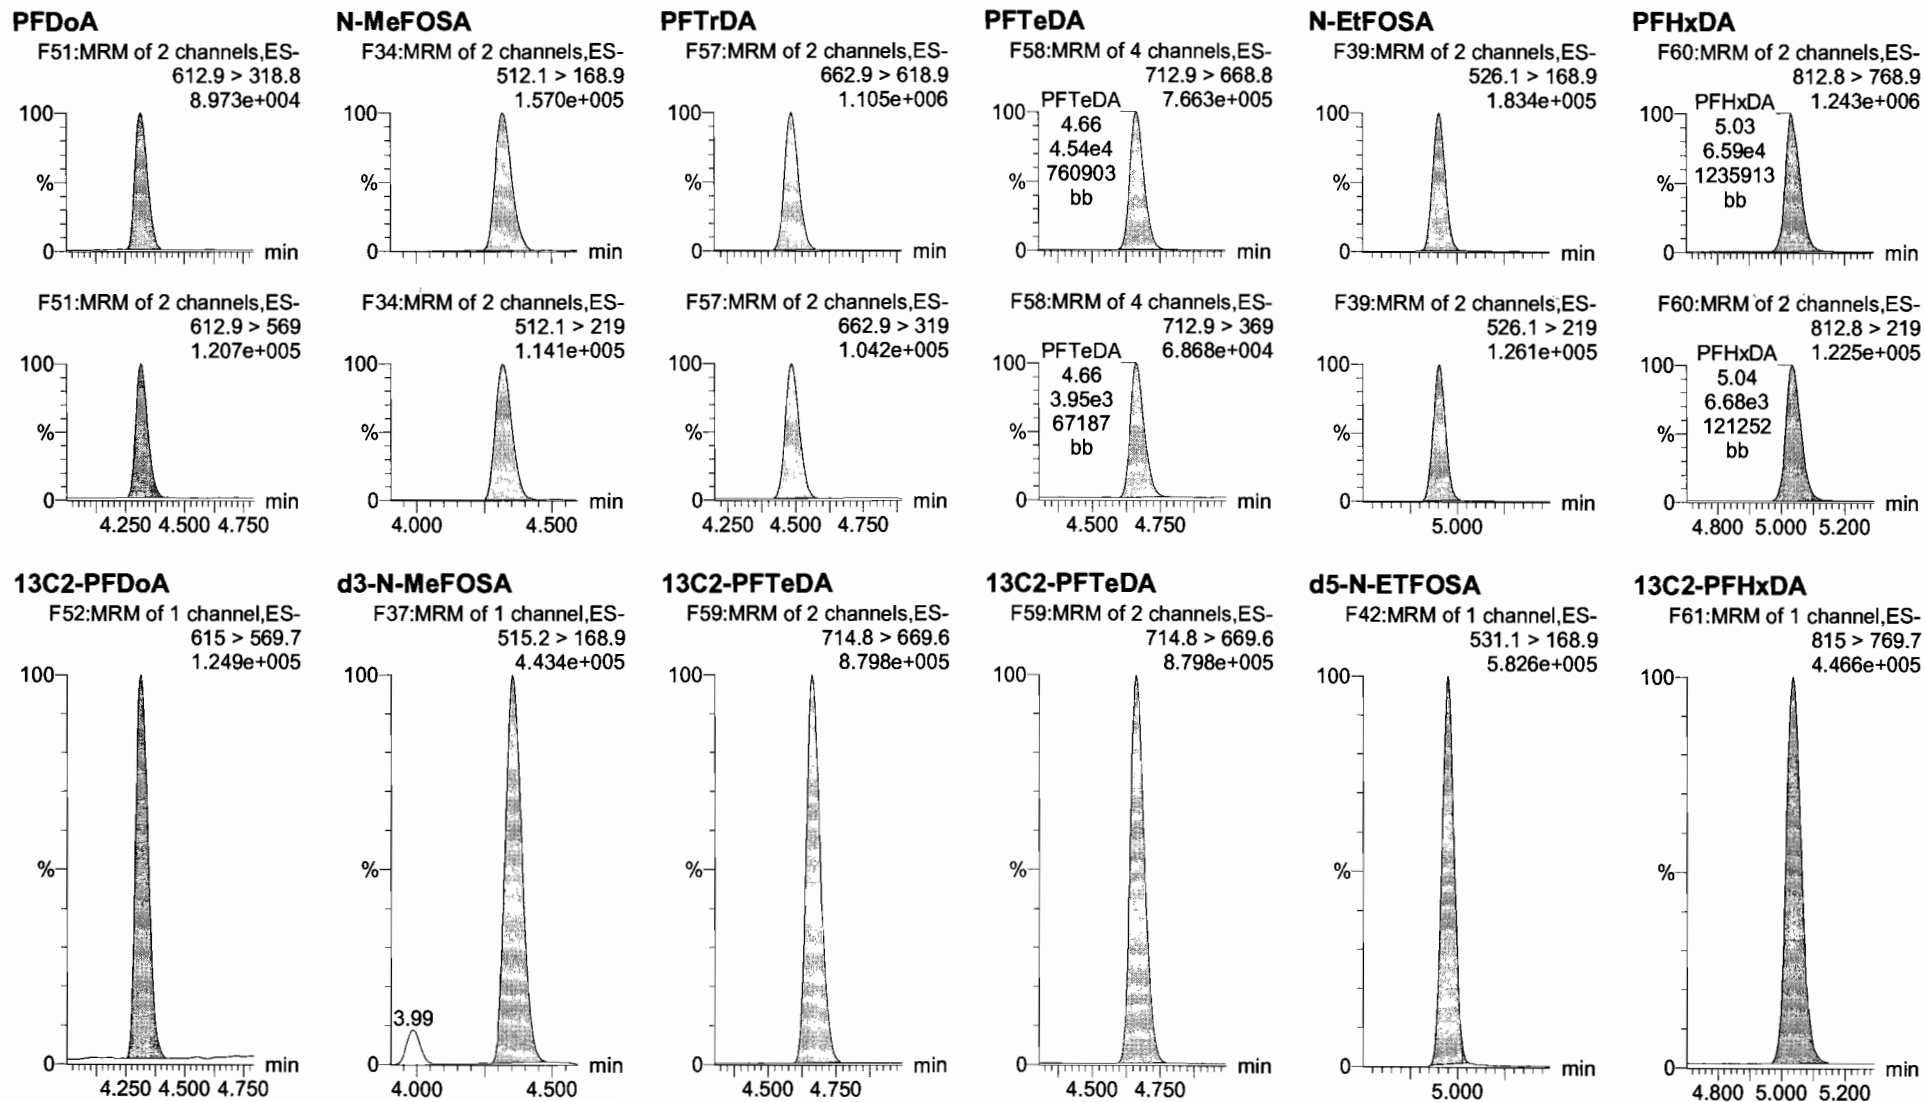 PFDoA
F51:MRM of 2 channels,ES-
612.9 > 318.8
8.973e+004
100
%
0
min
N-MeFOSA
F34:MRM of 2 channels,ES-
512.1 > 168.9
1.570e+005
100
%
0
min
PFTrDA
F57:MRM of 2 channels,ES-
662.9 > 618.9
1.105e+006
100
%
0
min
PFTeDA
F58:MRM of 4 channels,ES-
712.9 > 668.8
7.663e+005
PFTeDA
4.66
4.54e4
760903
bb
100
%
0
min
N-EtFOSA
F39:MRM of 2 channels,ES-
526.1 > 168.9
1.834e+005
100
%
0
min
PFHxDA
F60:MRM of 2 channels,ES-
812.8 > 768.9
1.243e+006
PFHxDA
5.03
6.59e4
1235913
bb
100
%
0
min
F51:MRM of 2 channels,ES-
612.9 > 569
1.207e+005
100
%
0
min
4.250 4.500 4.750
F34:MRM of 2 channels,ES-
512.1 > 219
1.141e+005
100
%
0
min
4.000 4.500
F57:MRM of 2 channels,ES-
662.9 > 319
1.042e+005
100
%
0
min
4.250 4.500 4.750
F58:MRM of 4 channels,ES-
712.9 > 369
6.868e+004
PFTeDA
4.66
3.95e3
67187
bb
100
%
0
min
4.500 4.750
F39:MRM of 2 channels,ES-
526.1 > 219
1.261e+005
100
%
0
min
5.000
F60:MRM of 2 channels,ES-
812.8 > 219
1.225e+005
PFHxDA
5.04
6.68e3
121252
bb
100
%
0
min
4.800 5.000 5.200
13C2-PFDoA
F52:MRM of 1 channel,ES-
615 > 569.7
1.249e+005
100
%
0
min
4.250 4.500 4.750
d3-N-MeFOSA
F37:MRM of 1 channel,ES-
515.2 > 168.9
4.434e+005
100
%
3.99
0
min
4.000 4.500
13C2-PFTeDA
F59:MRM of 2 channels,ES-
714.8 > 669.6
8.798e+005
100
%
0
min
4.500 4.750
13C2-PFTeDA
F59:MRM of 2 channels,ES-
714.8 > 669.6
8.798e+005
100
%
0
min
4.500 4.750
d5-N-ETFOSA
F42:MRM of 1 channel,ES-
531.1 > 168.9
5.826e+005
100
%
0
min
5.000
13C2-PFHxDA
F61:MRM of 1 channel,ES-
815 > 769.7
4.466e+005
100
%
0
min
4.800 5.000 5.200